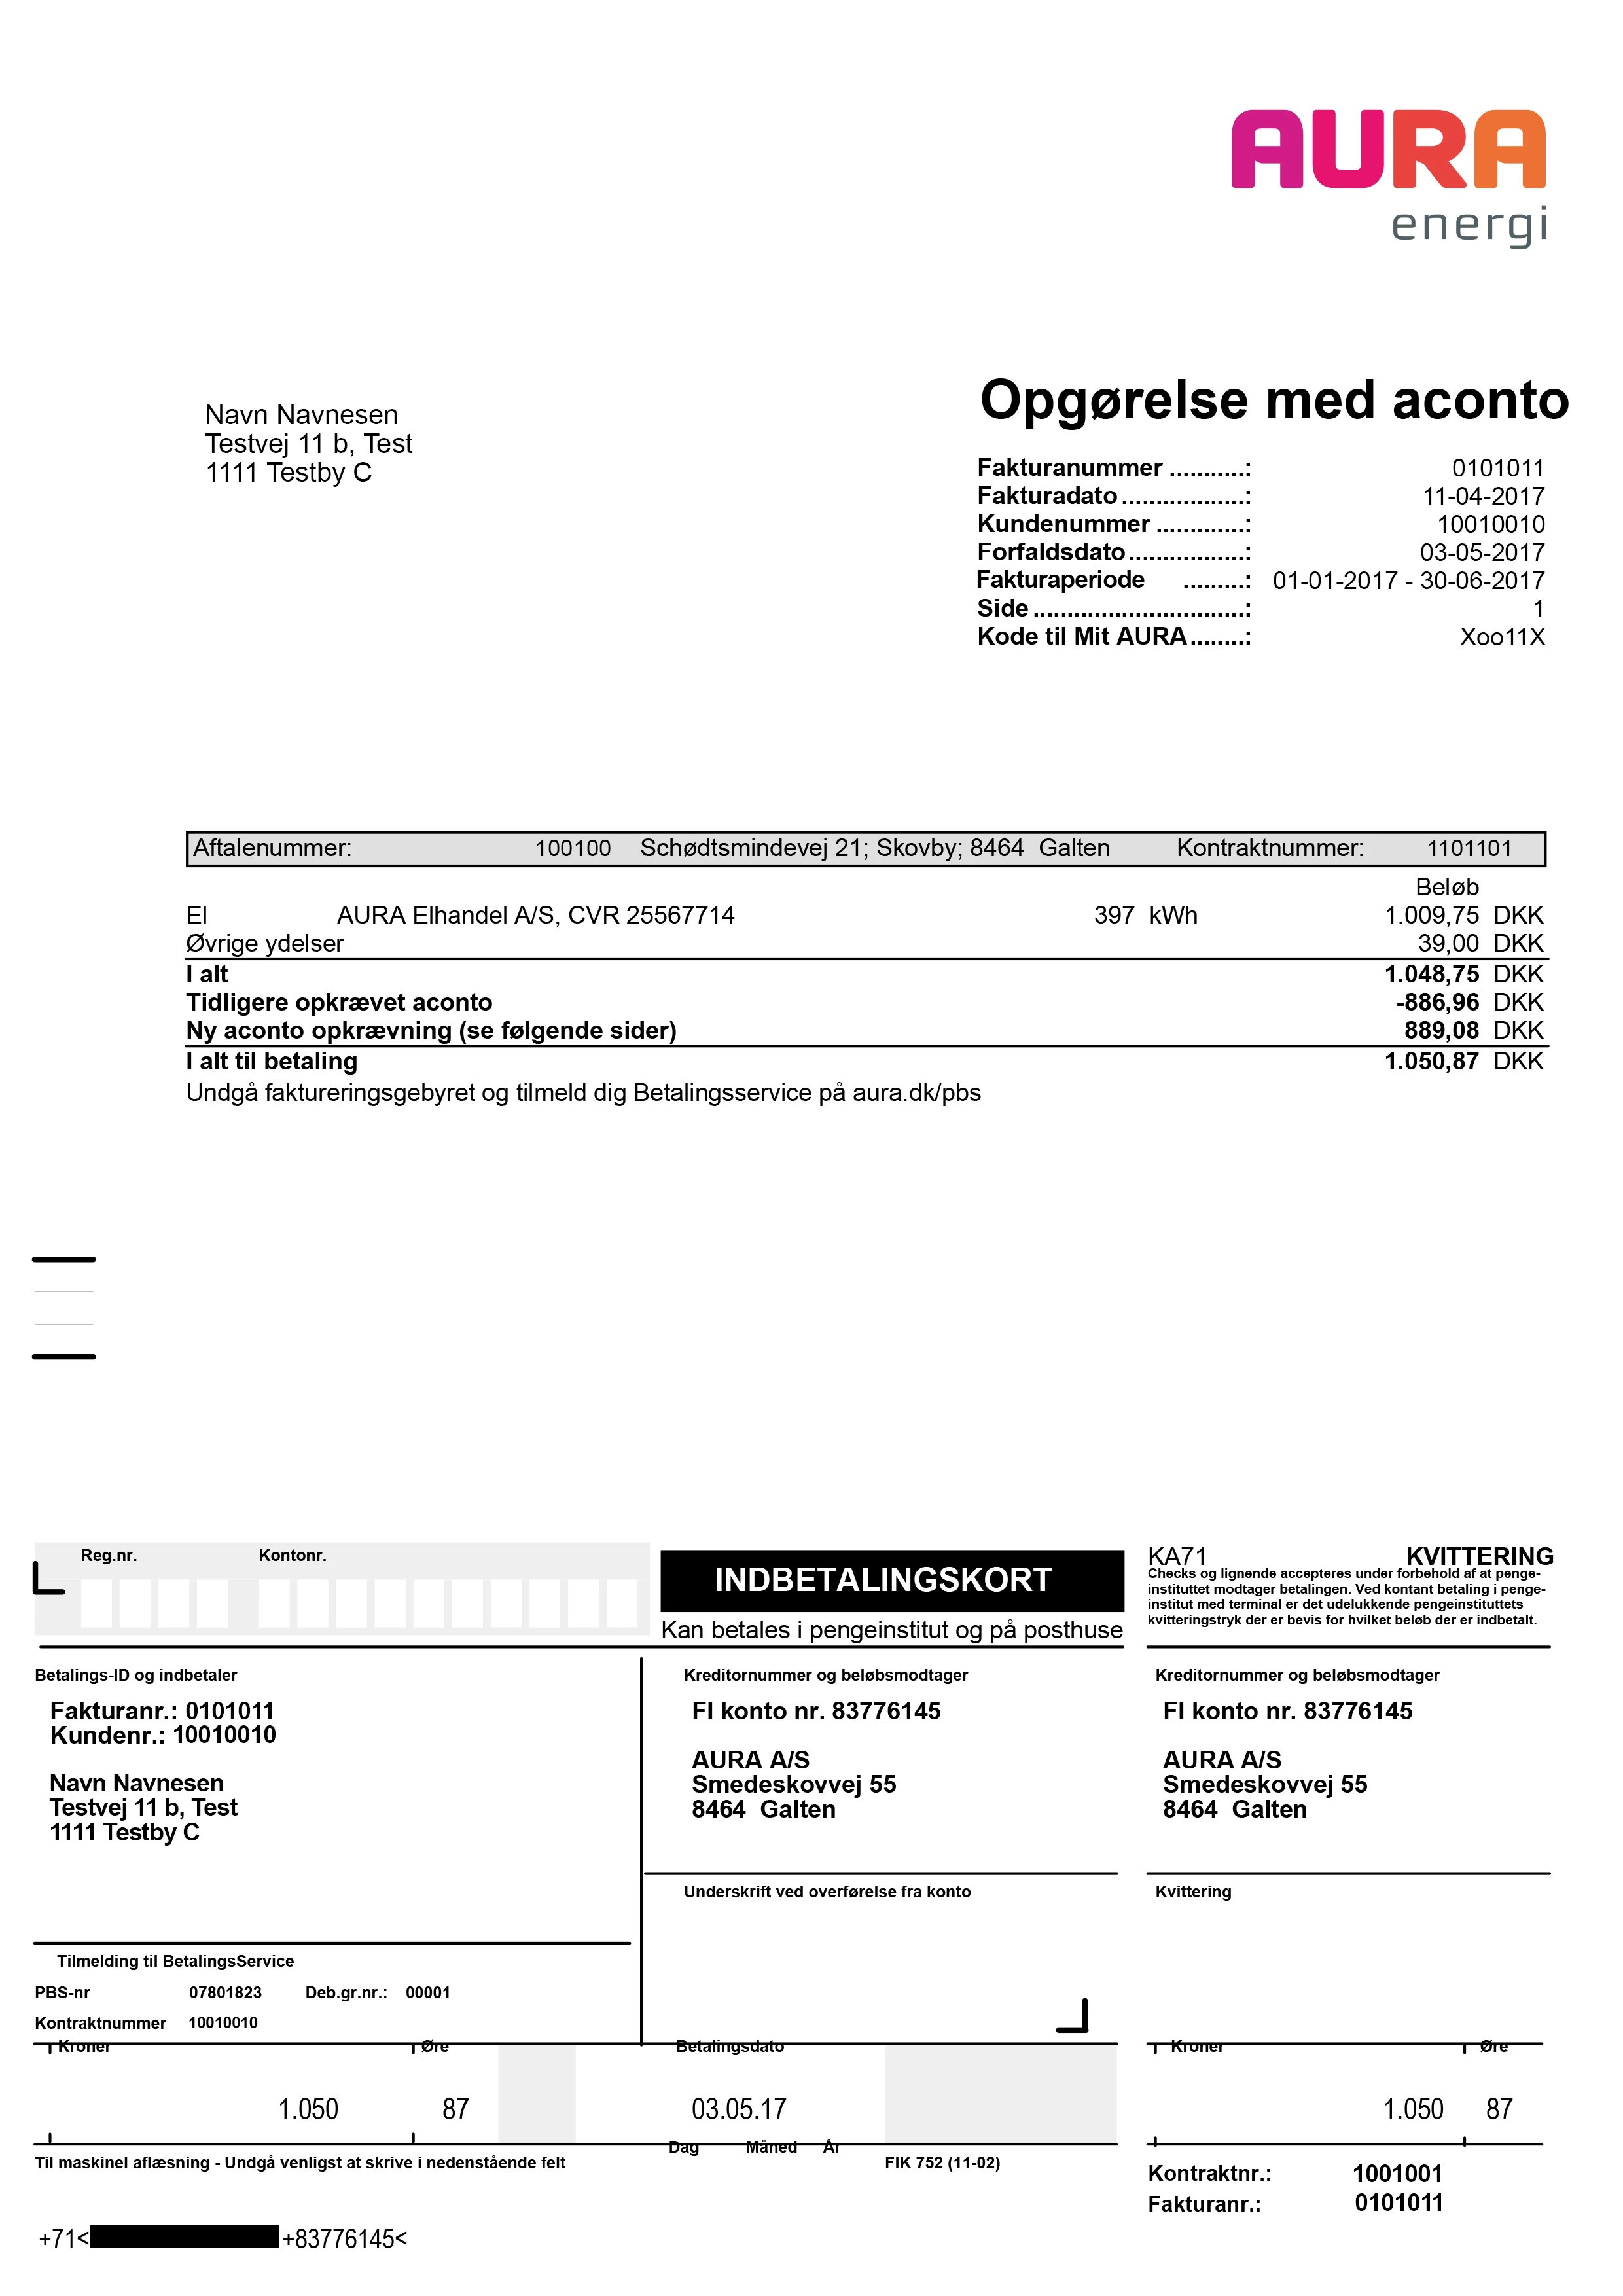 AURA
energi
Opgørelse med aconto
Navn Navnesen
Testvej 11 b, Test
1111 Testby C
Fakturanummer ...........: 0101011
Fakturadato..................: 11-04-2017
Kundenummer .............: 10010010
Forfaldsdato.................: 03-05-2017
Fakturaperiode .........: 01-01-2017 - 30-06-2017
Side...............................: 1
Kode til Mit AURA........: Xoo11X
Aftalenummer: 100100 Schødtsmindevej 21; Skovby; 8464 Galten Kontraktnummer: 1101101
Beløb
El AURA Elhandel A/S, CVR 25567714 397 kWh 1.009,75 DKK
Øvrige ydelser 39,00 DKK
I alt 1.048,75 DKK
Tidligere opkrævet aconto -886,96 DKK
Ny aconto opkrævning (se følgende sider) 889,08 DKK
I alt til betaling 1.050,87 DKK
Undgå faktureringsgebyret og tilmeld dig Betalingsservice på aura.dk/pbs
Reg.nr. Kontonr.
INDBETALINGSKORT
Kan betales i pengeinstitut og på posthuse
KA71 KVITTERING
Checks og lignende accepteres under forbehold af at penge-
instituttet modtager betalingen. Ved kontant betaling i penge-
institut med terminal er det udelukkende pengeinstituttets
kvitteringstryk der er bevis for hvilket beløb der er indbetalt.
Betalings-ID og indbetaler
Fakturanr.: 0101011
Kundenr.: 10010010
Navn Navnesen
Testvej 11 b, Test
1111 Testby C
Kreditornummer og beløbsmodtager
FI konto nr. 83776145
AURA A/S
Smedeskovvej 55
8464 Galten
Kreditornummer og beløbsmodtager
FI konto nr. 83776145
AURA A/S
Smedeskovvej 55
8464 Galten
Underskrift ved overførelse fra konto
Kvittering
Tilmelding til BetalingsService
PBS-nr 07801823 Deb.gr.nr.: 00001
Kontraktnummer 10010010
Kroner Øre Betalingsdato Kroner Øre
1.050 87 03.05.17 1.050 87
Dag Måned År
Til maskinel aflæsning - Undgå venligst at skrive i nedenstående felt FIK 752 (11-02)
Kontraktnr.: 1001001
Fakturanr.: 0101011
+71< +83776145<